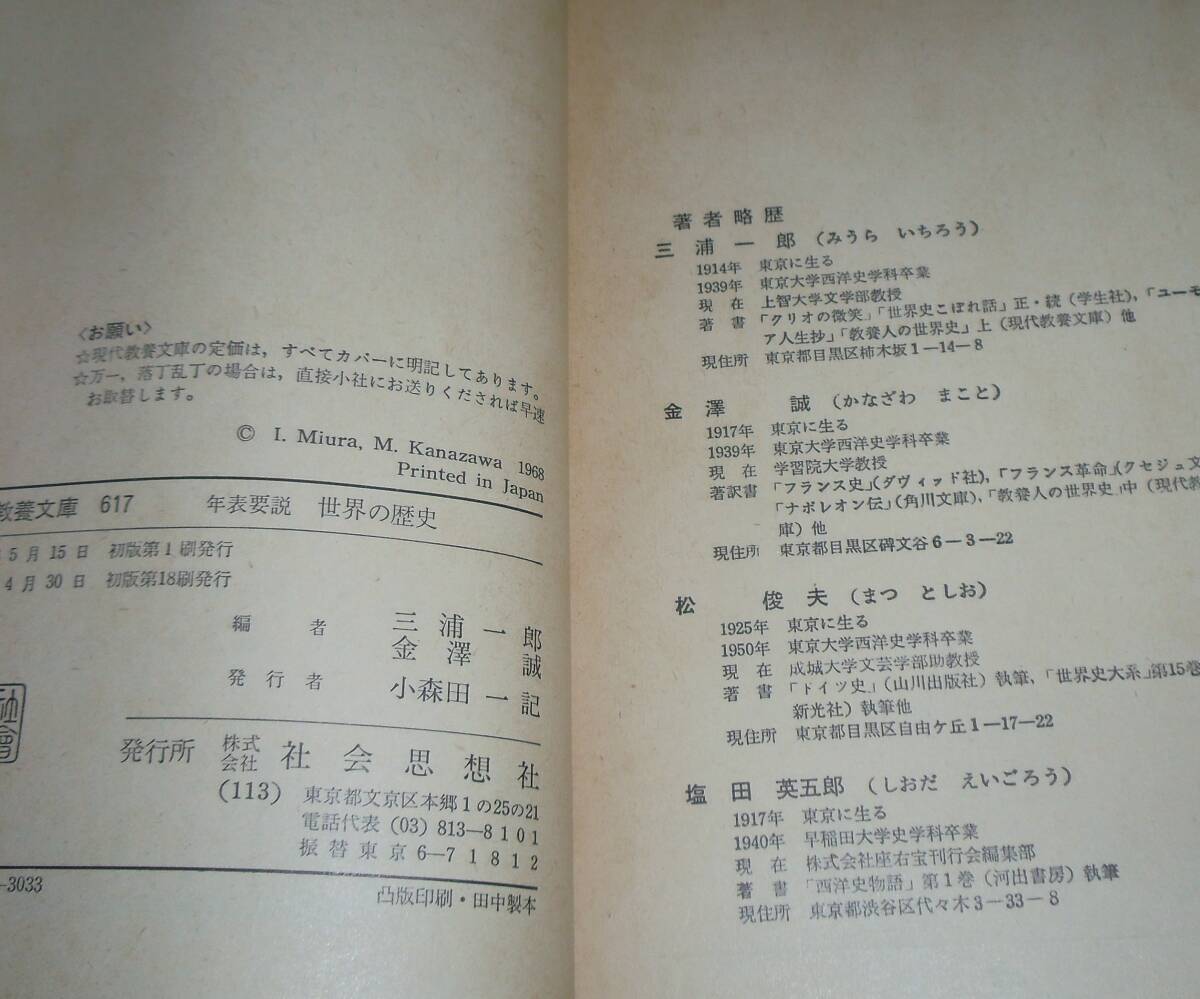 〈お願い〉
☆現代教養文庫の定価は，すべてカバーに明記してあります。
☆万一，落丁乱丁の場合は，直接小社にお送りくだされば早速
お取替します。
© I. Miura, M. Kanazawa 1968
Printed in Japan
教養文庫 617 年表要説 世界の歴史
5月15日 初版第1刷発行
4月30日 初版第18刷発行
編者 三浦一郎
金澤誠
発行者 小森田一記
発行所 株式会社 社会思想社
(113) 東京都文京区本郷1の25の21
電話代表 (03) 813―8101
振替東京 6―71812
社會
―3033
凸版印刷・田中製本
著者略歴
三浦一郎（みうら いちろう）
1914年 東京に生る
1939年 東京大学西洋史学科卒業
現在 上智大学文学部教授
著書 「クリオの微笑」「世界史こぼれ話」正・続（学生社），「ユーモ
ア人生抄」「教養人の世界史」上（現代教養文庫）他
現住所 東京都目黒区柿木坂1―14―8
金澤 誠（かなざわ まこと）
1917年 東京に生る
1939年 東京大学西洋史学科卒業
現在 学習院大学教授
著訳書 「フランス史」（ダヴィッド社），「フランス革命」（クセジュ文
「ナポレオン伝」（角川文庫），「教養人の世界史」中（現代教
庫）他
現住所 東京都目黒区碑文谷6―3―22
松 俊夫（まつ としお）
1925年 東京に生る
1950年 東京大学西洋史学科卒業
現在 成城大学文芸学部助教授
著書 「ドイツ史」（山川出版社）執筆，「世界史大系」第15巻
新光社）執筆他
現住所 東京都目黒区自由ケ丘1―17―22
塩田 英五郎（しおだ えいごろう）
1917年 東京に生る
1940年 早稲田大学史学科卒業
現在 株式会社座右宝刊行会編集部
著書 「西洋史物語」第1巻（河出書房）執筆
現住所 東京都渋谷区代々木3―33―8